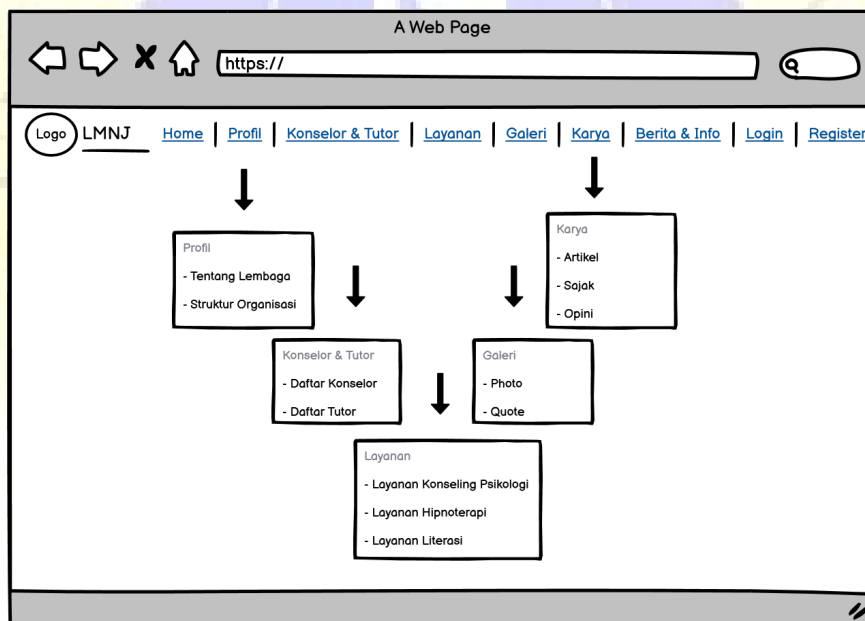 A Web Page
https://
Logo LMNJ Home Profil Konselor & Tutor Layanan Galeri Karya Berita & Info Login Register
Profil
- Tentang Lembaga
- Struktur Organisasi
Karya
- Artikel
- Sajak
- Opini
Konselor & Tutor
- Daftar Konselor
- Daftar Tutor
Galeri
- Photo
- Quote
Layanan
- Layanan Konseling Psikologi
- Layanan Hipnoterapi
- Layanan Literasi